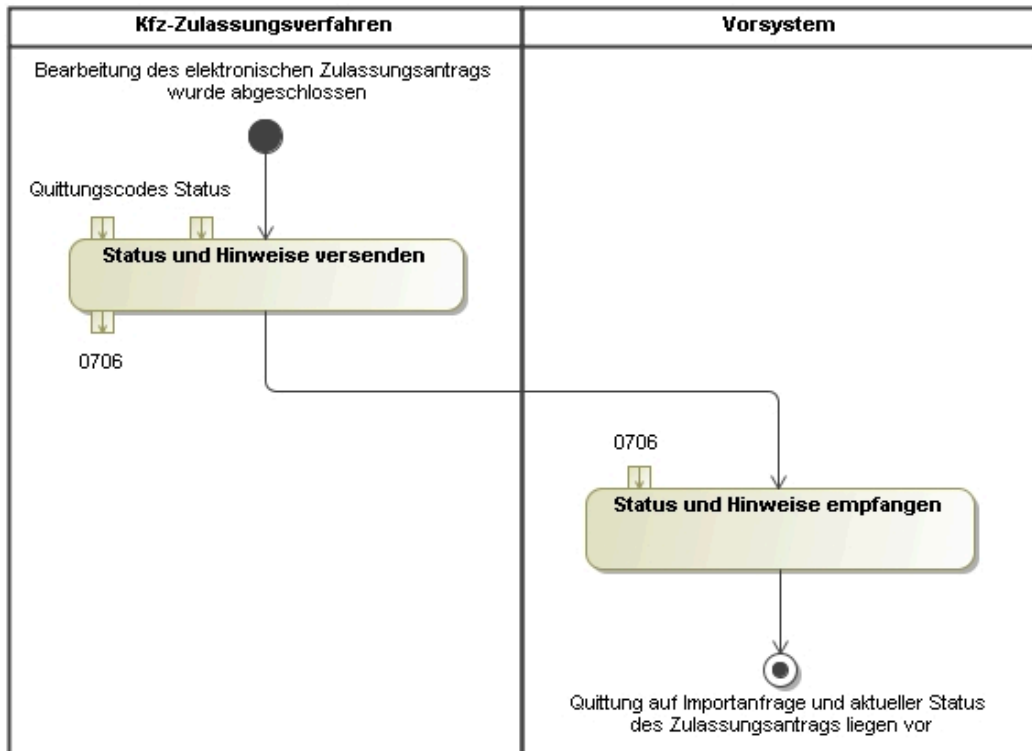 Kfz-Zulassungsverfahren
Vorsystem
Bearbeitung des elektronischen Zulassungsantrags
wurde abgeschlossen
Quittungscodes Status
Status und Hinweise versenden
0706
0706
Status und Hinweise empfangen
Quittung auf Importanfrage und aktueller Status
des Zulassungsantrags liegen vor